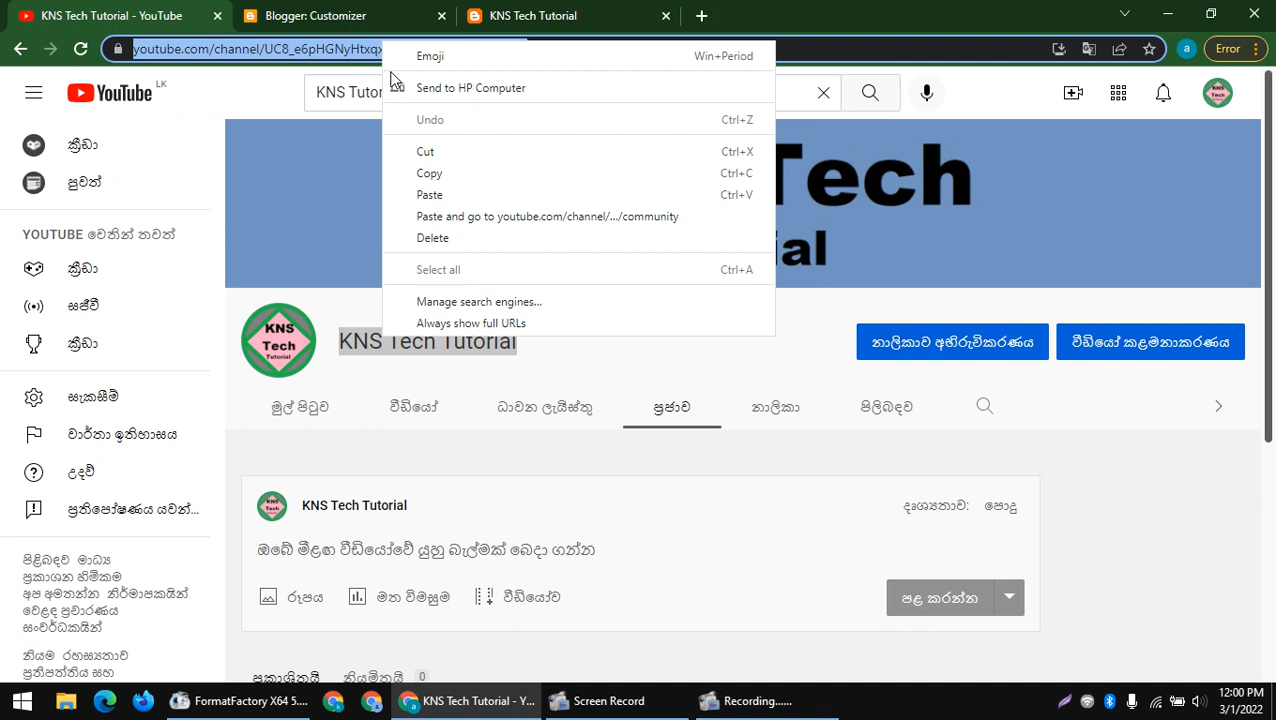 KNS Tech Tutorial - YouTube
Blogger: Customizer
KNS Tech Tutorial
youtube.com/channel/UC8_e6pHGNyHtxq
a
Error
YouTube
LK
KNS Tutor
Emoji Win+Period
Send to HP Computer
Undo Ctrl+Z
Cut Ctrl+X
Copy Ctrl+C
Paste Ctrl+V
Paste and go to youtube.com/channel/.../community
Delete
Select all Ctrl+A
Manage search engines...
Always show full URLs
ක්‍රීඩා
පුවත්
YOUTUBE වෙතින් තවත්
ක්‍රීඩා
සජීවී
ක්‍රීඩා
සැකසීම්
වාර්තා ඉතිහාසය
උදව්
ප්‍රතිපෝෂණය යවන්...
පිළිබඳව මාධ්‍ය
ප්‍රකාශන හිමිකම
අප අමතන්න නිර්මාපකයින්
වෙළඳ ප්‍රචාරණය
සංවර්ධකයින්
නියම රහස්‍යතාව
ප්‍රතිපත්තිය සහ
Tech
ial
KNS
Tech
Tutorial
KNS Tech Tutorial
නාලිකාව අභිරුචිකරණය
වීඩියෝ කළමනාකරණය
මුල් පිටුව
වීඩියෝ
ධාවන ලැයිස්තු
ප්‍රජාව
නාලිකා
පිලිබඳව
KNS Tech Tutorial
දෘශ්‍යතාව: පොදු
ඔබේ මීළඟ වීඩියෝවේ යුහු බැල්මක් බෙදා ගන්න
රූපය
මත විමසුම
වීඩියෝව
පළ කරන්න
ප්‍රකාශිතයි
නියමිතයි 0
FormatFactory X64 5....
KNS Tech Tutorial - Y...
Screen Record
Recording......
12:00 PM
3/1/2022